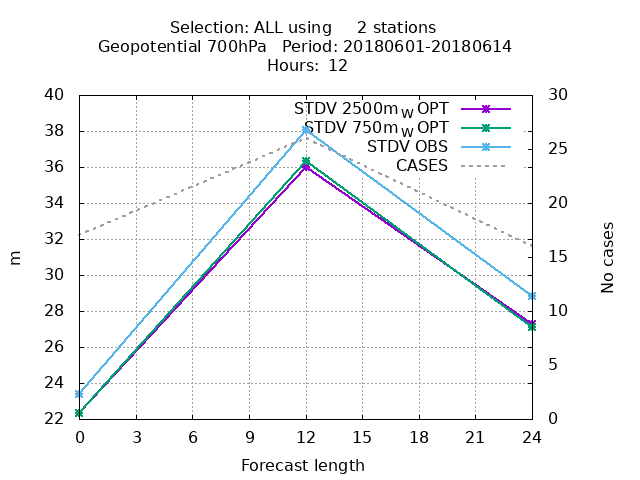 Selection: ALL using     2 stations
Geopotential 700hPa   Period: 20180601-20180614
Hours:  12
40
38
36
34
32
30
28
26
24
22
m
STDV 2500m_W OPT
STDV 750m_W OPT
STDV OBS
CASES
30
25
20
15
10
5
0
No cases
0 3 6 9 12 15 18 21 24
Forecast length